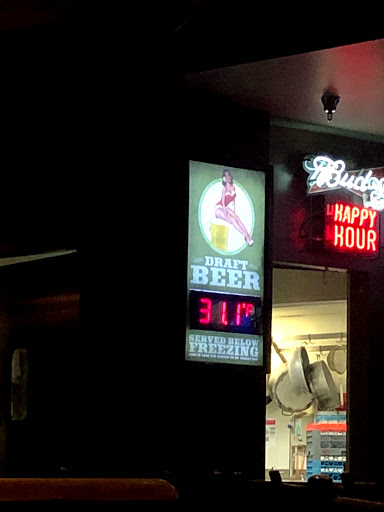 DRAFT
BEER
31.1°
SERVED BELOW
FREEZING
HAPPY
HOUR